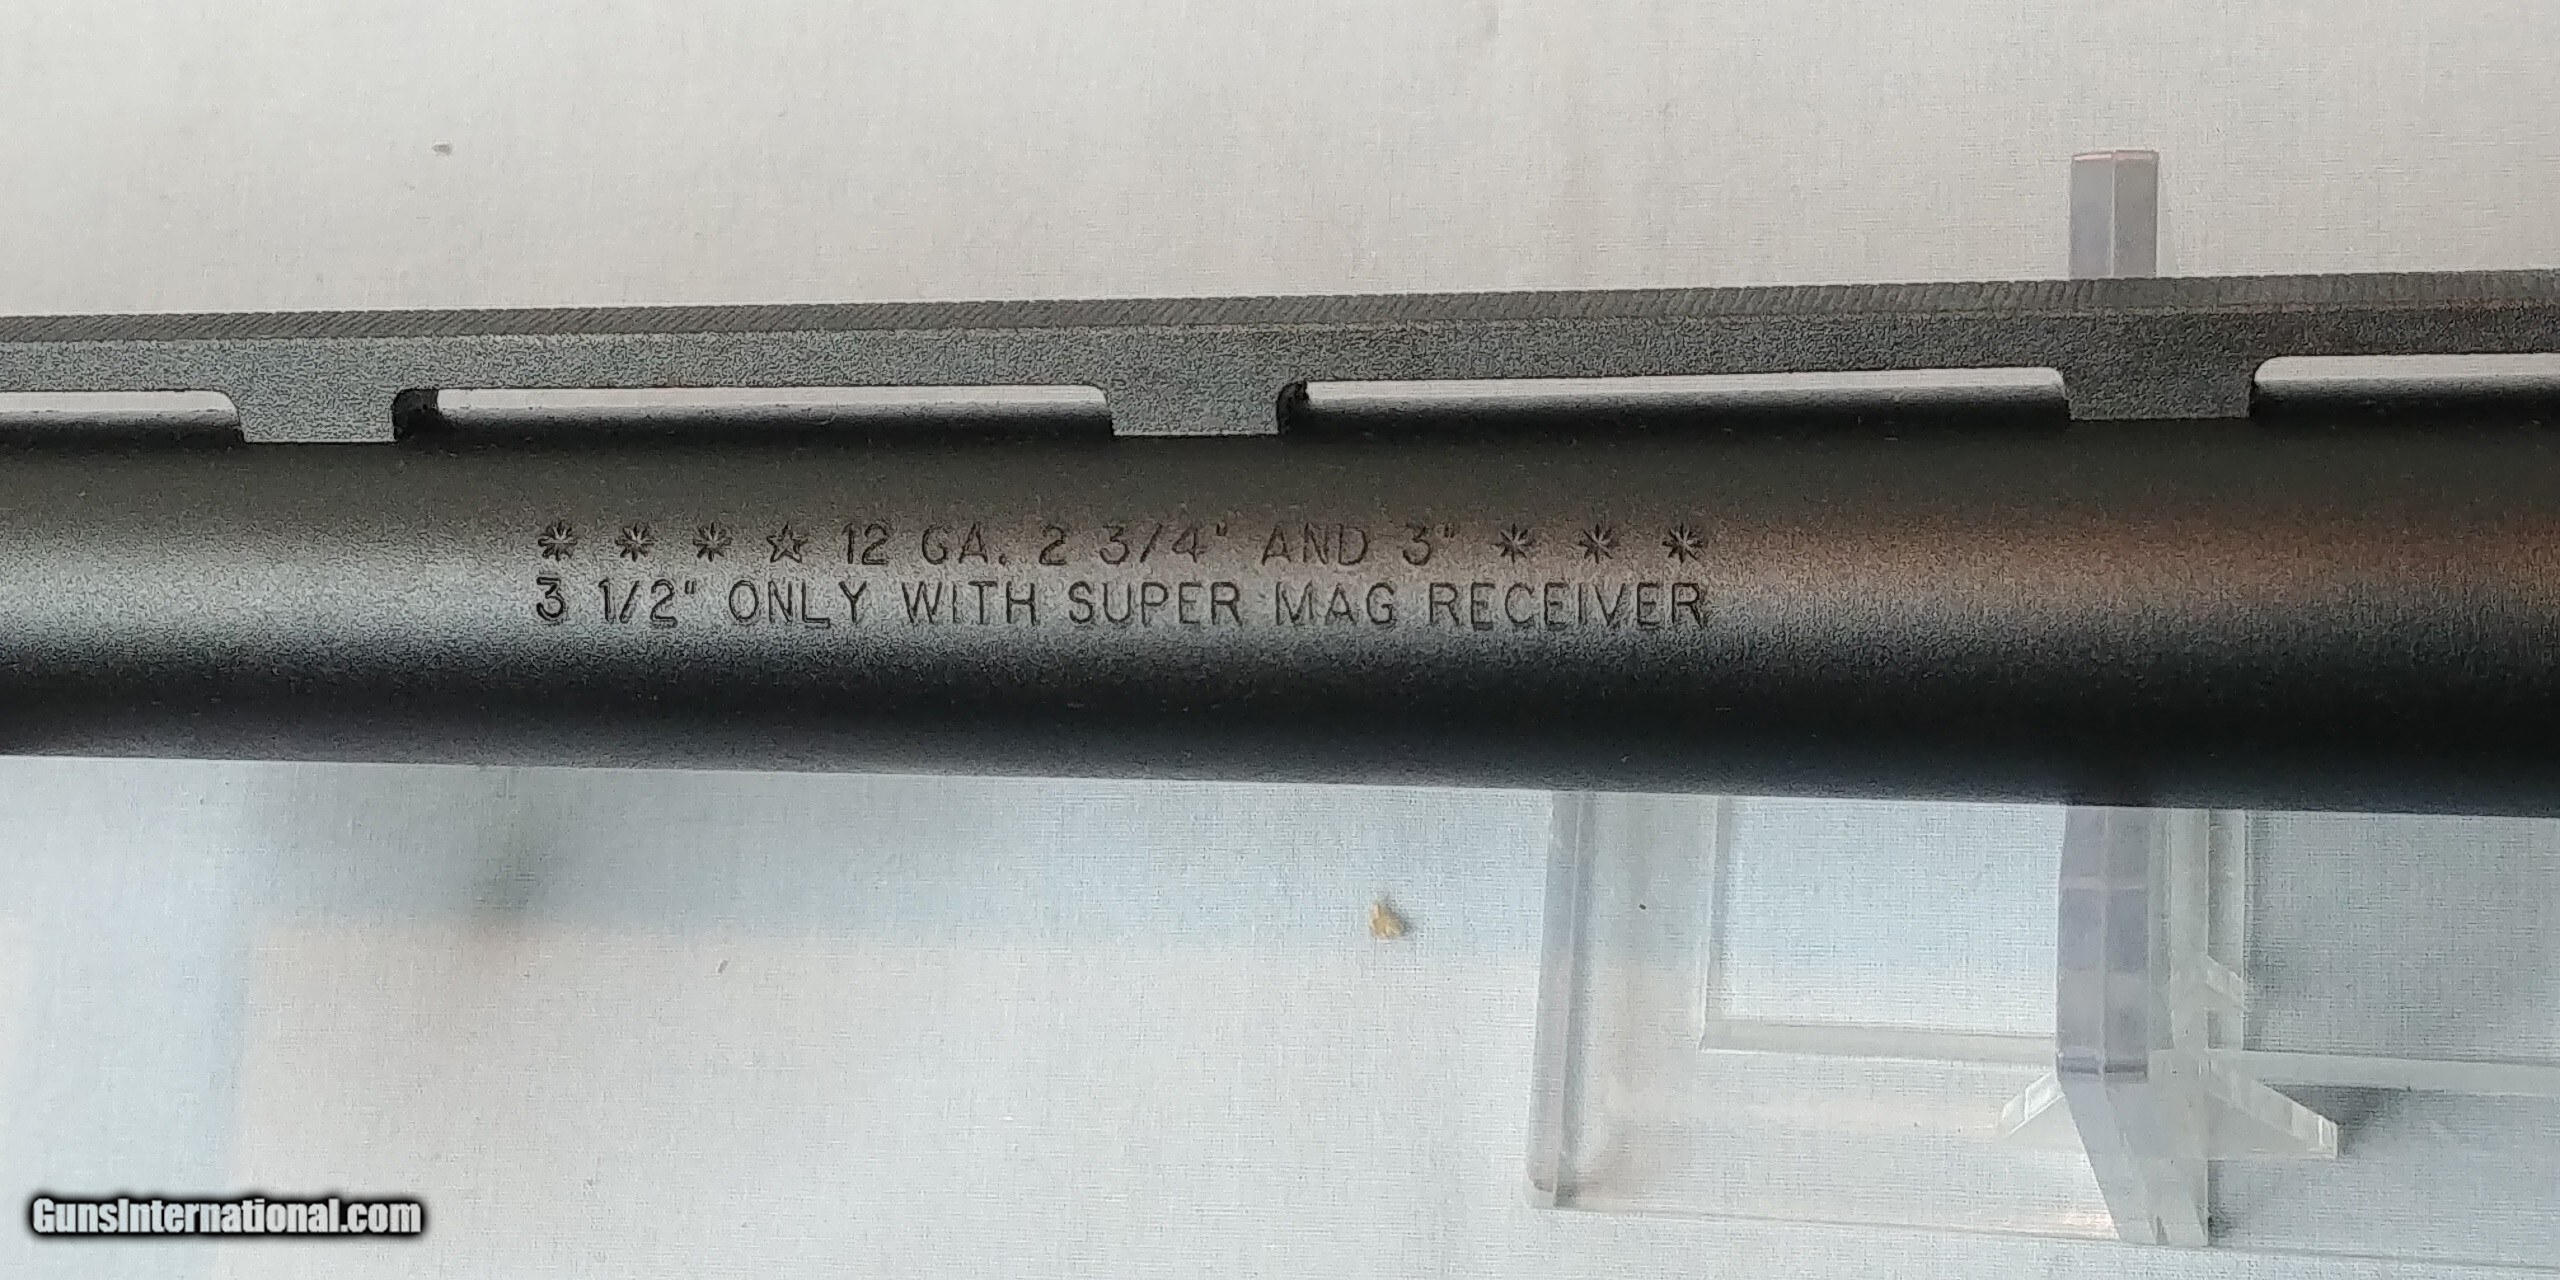 * * * ☆ 12 GA. 2 3/4" AND 3" * * *
3 1/2" ONLY WITH SUPER MAG RECEIVER
GunsInternational.com